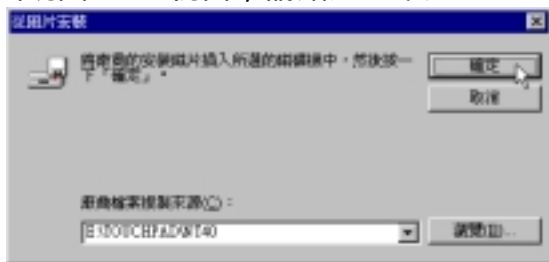 從磁片安裝
將廠商的安裝磁片插入所選的磁碟機中，然後按一
下「確定」。
確定
取消
廠商檔案複製來源(C)：
E:\TOUCHPAD\NT40
瀏覽(B)...